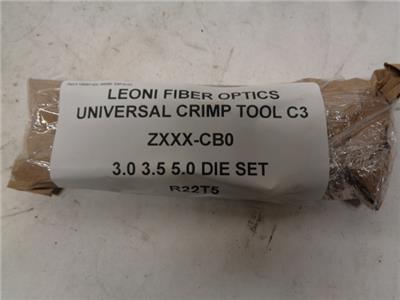 LEONI FIBER OPTICS
UNIVERSAL CRIMP TOOL C3
ZXXX-CB0
3.0 3.5 5.0 DIE SET
R22T5